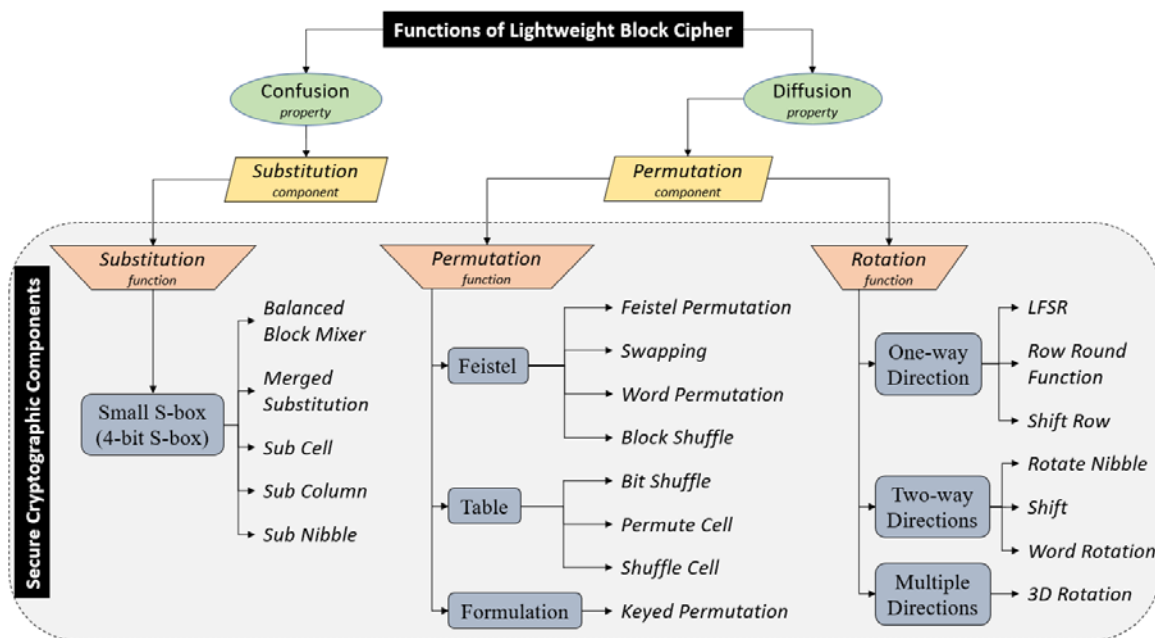 Functions of Lightweight Block Cipher
Confusion
property
Diffusion
property
Substitution
component
Permutation
component
Secure Cryptographic Components
Substitution
function
Permutation
function
Rotation
function
Small S-box
(4-bit S-box)
Balanced
Block Mixer
Merged
Substitution
Sub Cell
Sub Column
Sub Nibble
Feistel
Feistel Permutation
Swapping
Word Permutation
Block Shuffle
Table
Bit Shuffle
Permute Cell
Shuffle Cell
Formulation
Keyed Permutation
One-way
Direction
LFSR
Row Round
Function
Shift Row
Two-way
Directions
Rotate Nibble
Shift
Word Rotation
Multiple
Directions
3D Rotation